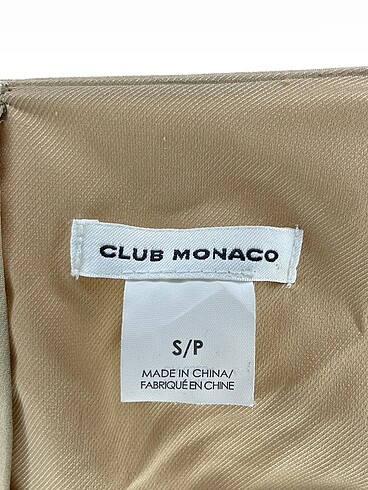 CLUB MONACO
S/P
MADE IN CHINA/
FABRIQUÉ EN CHINE